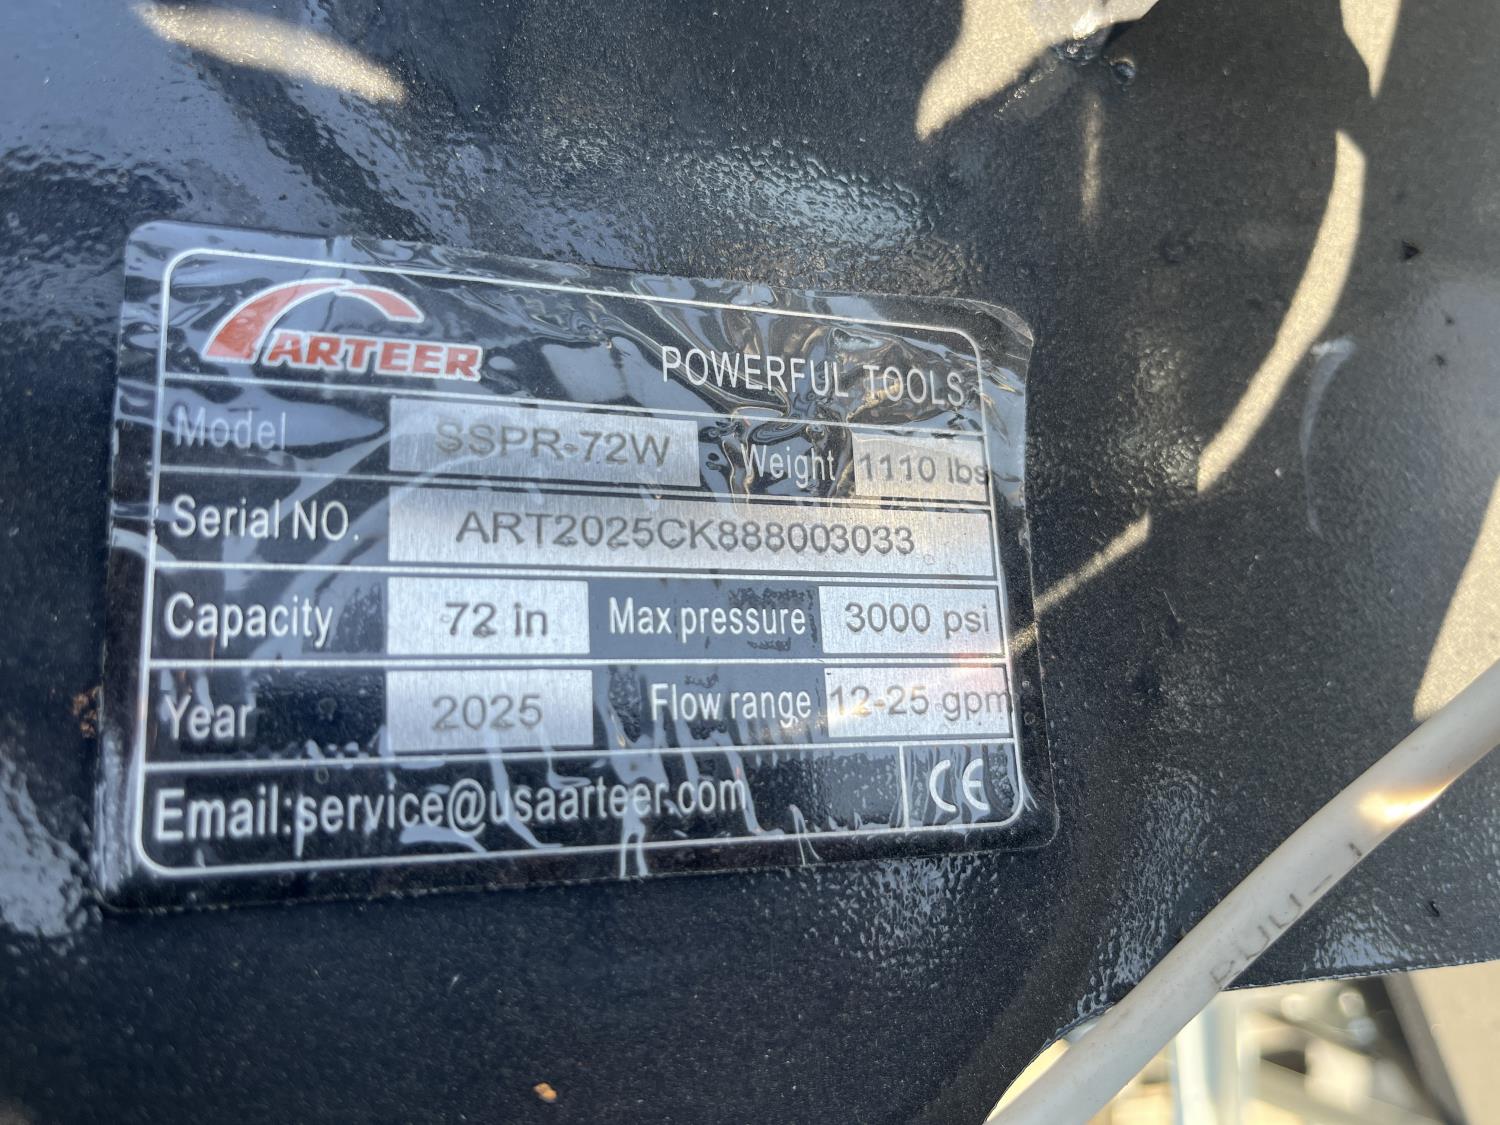 ARTEER
POWERFUL TOOLS
Model SSPR-72W Weight 1110 lbs
Serial NO. ART2025CK888003033
Capacity 72 in Max pressure 3000 psi
Year 2025 Flow range 12-25 gpm
Email:service@usaarteer.com CE